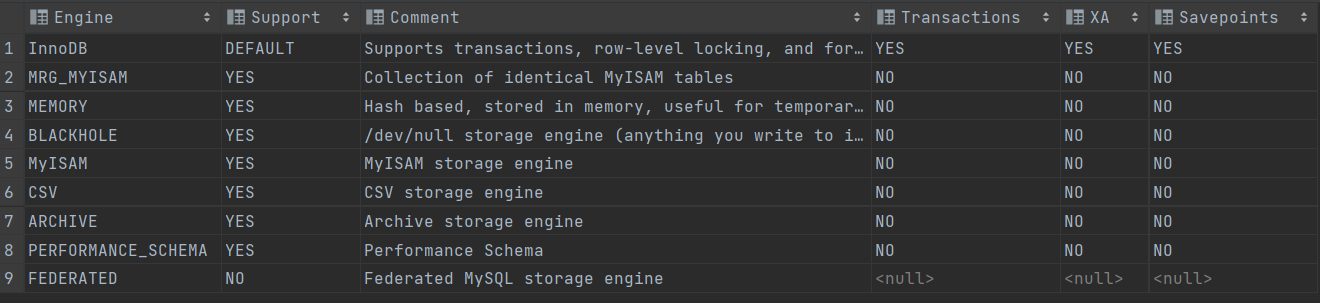 Engine Support Comment Transactions XA Savepoints
1 InnoDB DEFAULT Supports transactions, row-level locking, and for… YES YES YES
2 MRG_MYISAM YES Collection of identical MyISAM tables NO NO NO
3 MEMORY YES Hash based, stored in memory, useful for temporar… NO NO NO
4 BLACKHOLE YES /dev/null storage engine (anything you write to i… NO NO NO
5 MyISAM YES MyISAM storage engine NO NO NO
6 CSV YES CSV storage engine NO NO NO
7 ARCHIVE YES Archive storage engine NO NO NO
8 PERFORMANCE_SCHEMA YES Performance Schema NO NO NO
9 FEDERATED NO Federated MySQL storage engine <null> <null> <null>